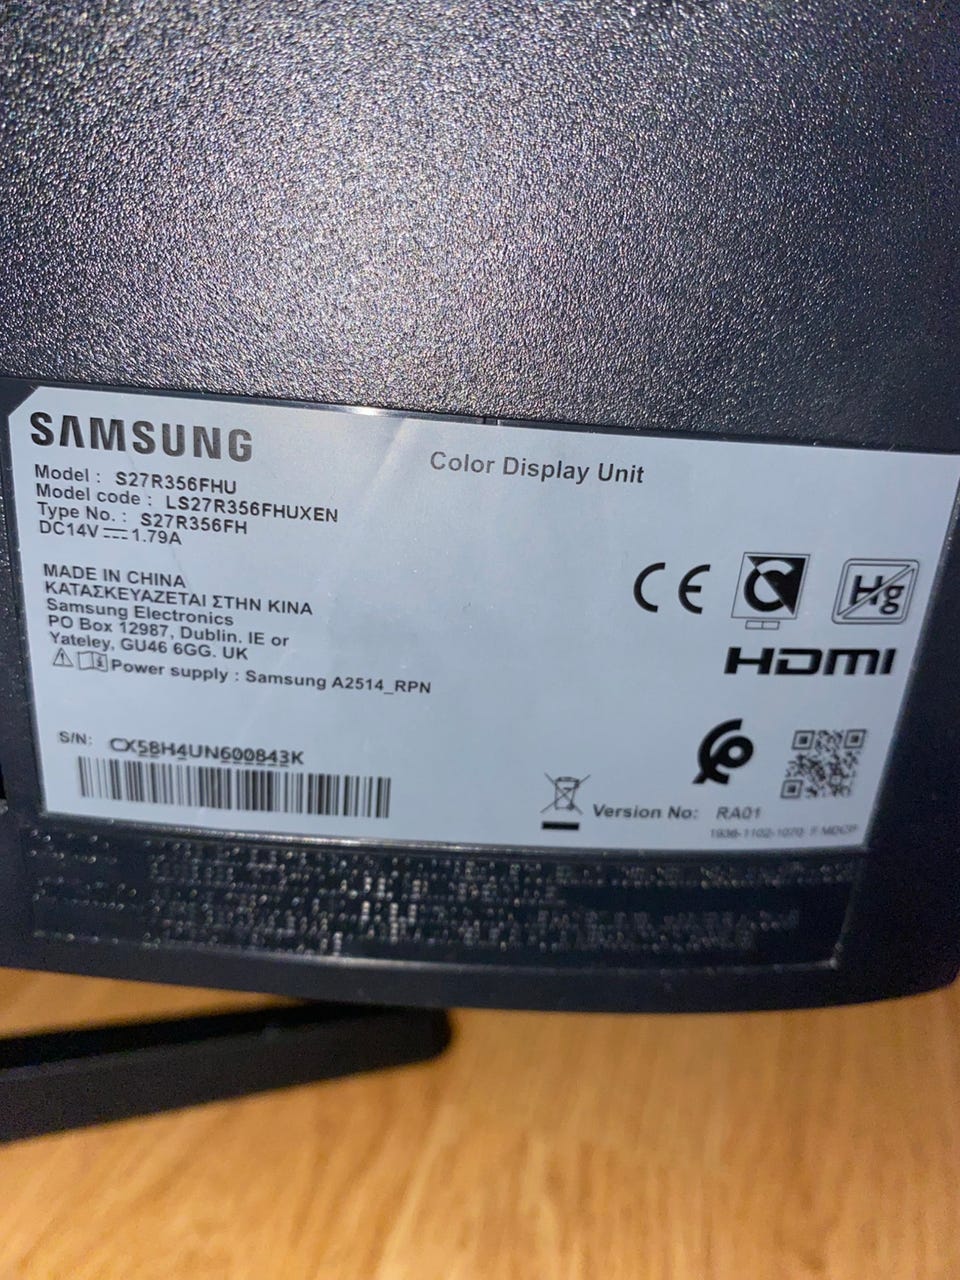 SAMSUNG
Color Display Unit
Model : S27R356FHU
Model code : LS27R356FHUXEN
Type No. : S27R356FH
DC14V⎓1.79A
MADE IN CHINA
ΚΑΤΑΣΚΕΥΑΖΕΤΑΙ ΣΤΗΝ ΚΙΝΑ
Samsung Electronics
PO Box 12987, Dublin. IE or
Yateley, GU46 6GG. UK
Power supply : Samsung A2514_RPN
CE
Hg
HDMI
S/N: CX58H4UN600843K
Version No: RA01